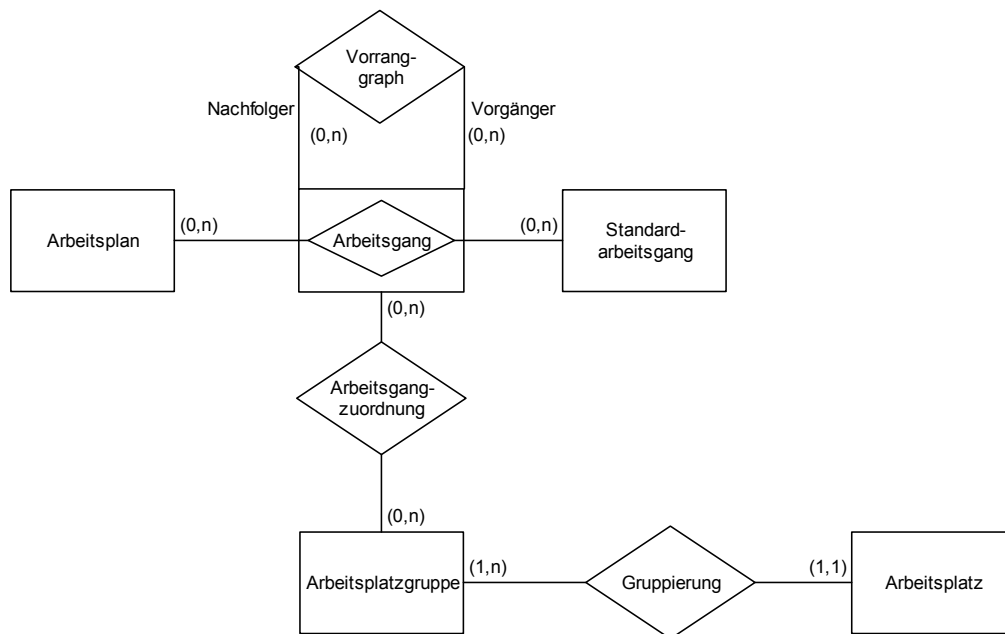 Vorrang-
graph
Nachfolger
Vorgänger
(0,n)
(0,n)
Arbeitsplan
(0,n)
Arbeitsgang
(0,n)
Standard-
arbeitsgang
(0,n)
Arbeitsgang-
zuordnung
(0,n)
Arbeitsplatzgruppe
(1,n)
Gruppierung
(1,1)
Arbeitsplatz